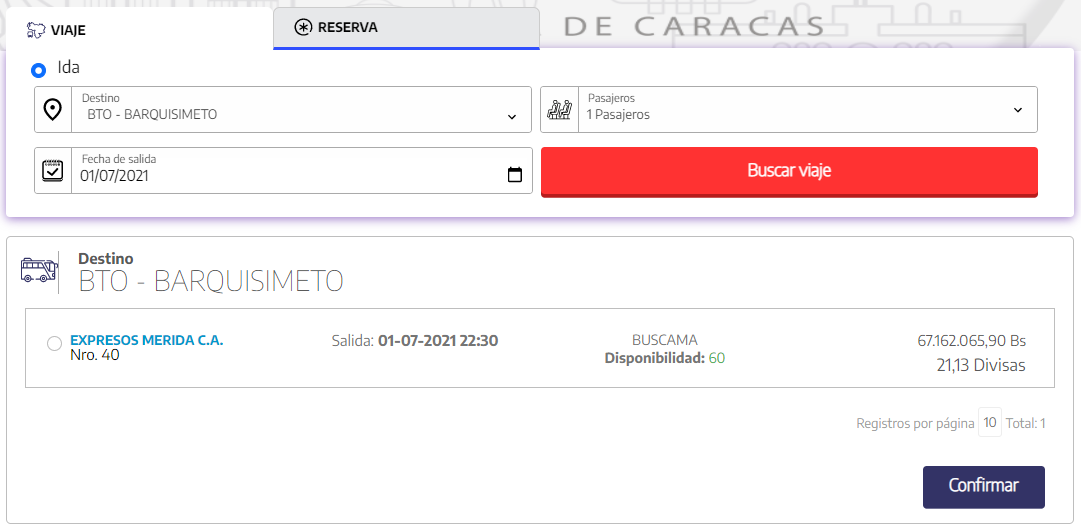 VIAJE
RESERVA
DE CARACAS
Ida
Destino
BTO - BARQUISIMETO
Pasajeros
1 Pasajeros
Fecha de salida
01/07/2021
Buscar viaje
Destino
BTO - BARQUISIMETO
EXPRESOS MERIDA C.A.
Nro. 40
Salida: 01-07-2021 22:30
BUSCAMA
Disponibilidad: 60
67.162.065,90 Bs
21,13 Divisas
Registros por página 10 Total: 1
Confirmar